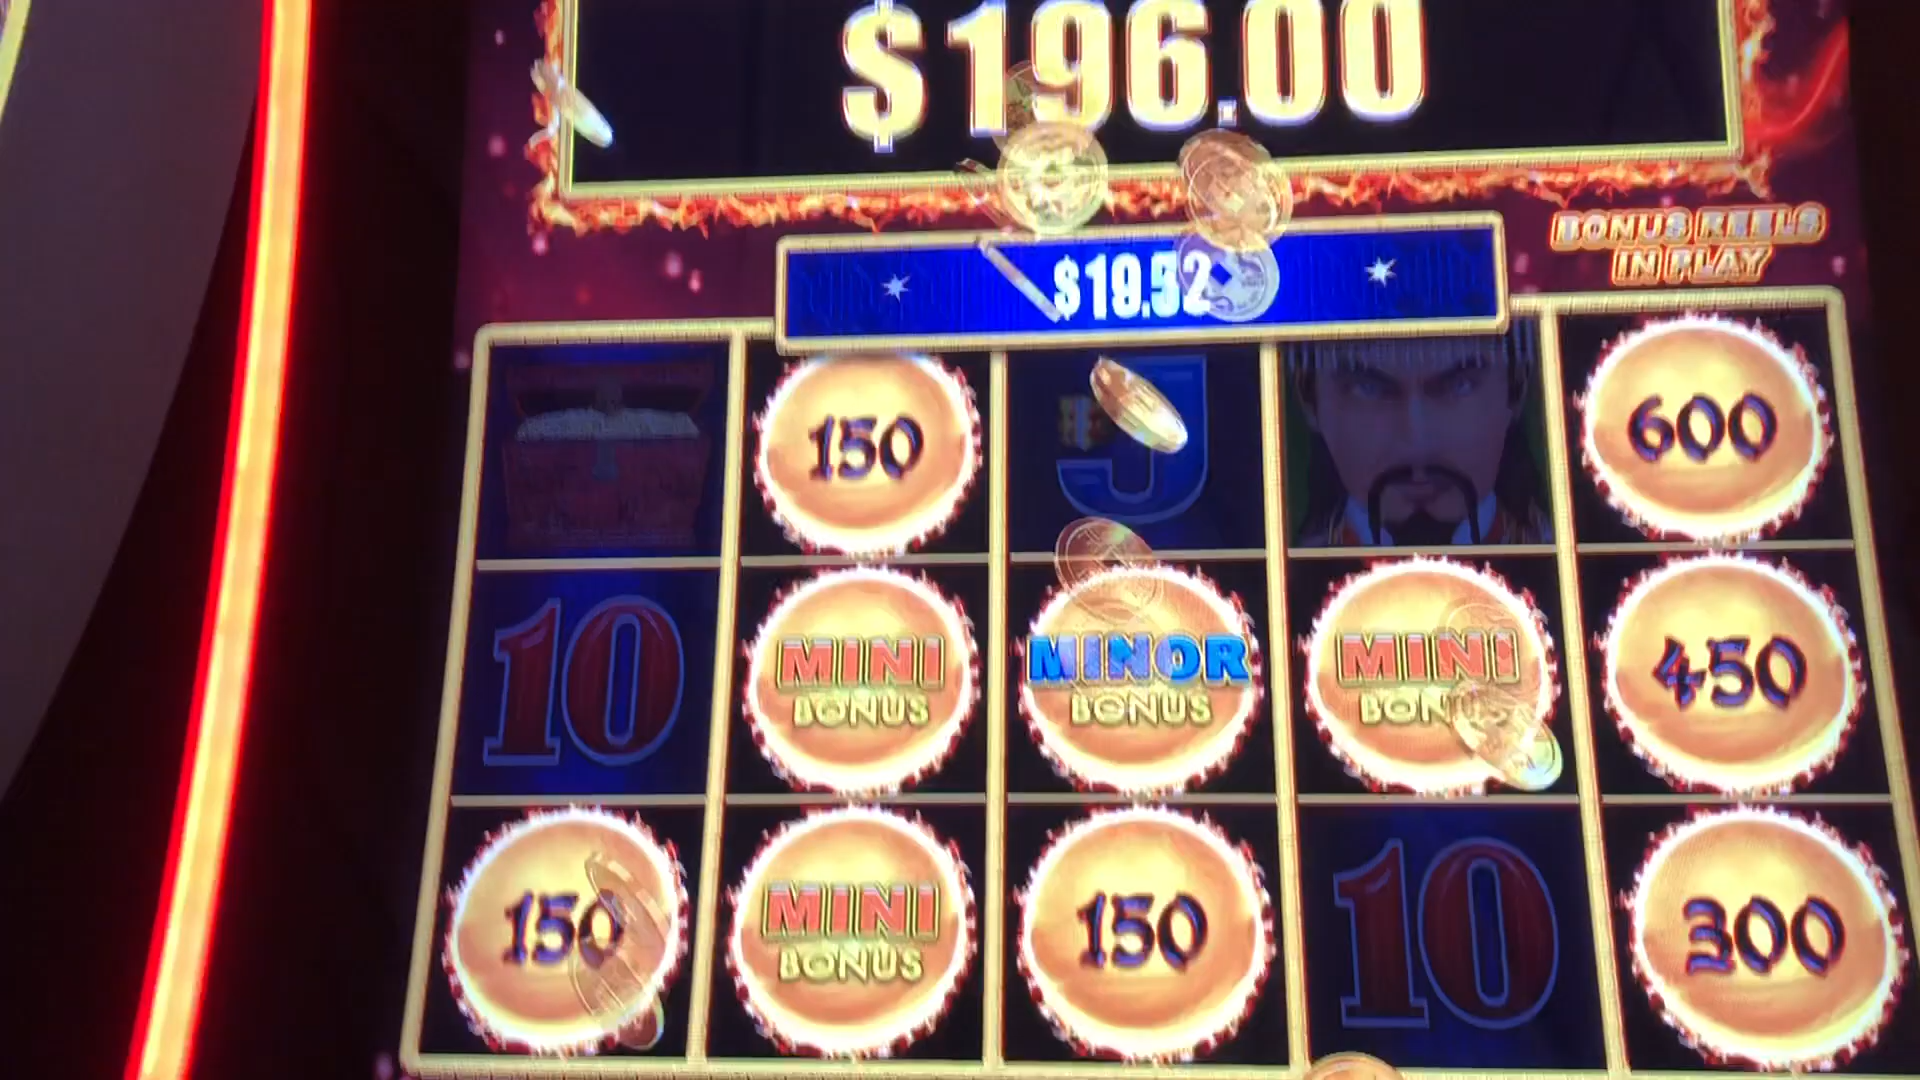 $196.00
BONUS REELS
IN PLAY
$19.52
150
J
600
10
MINI
BONUS
MINOR
BONUS
MINI
BONUS
450
150
MINI
BONUS
150
10
300